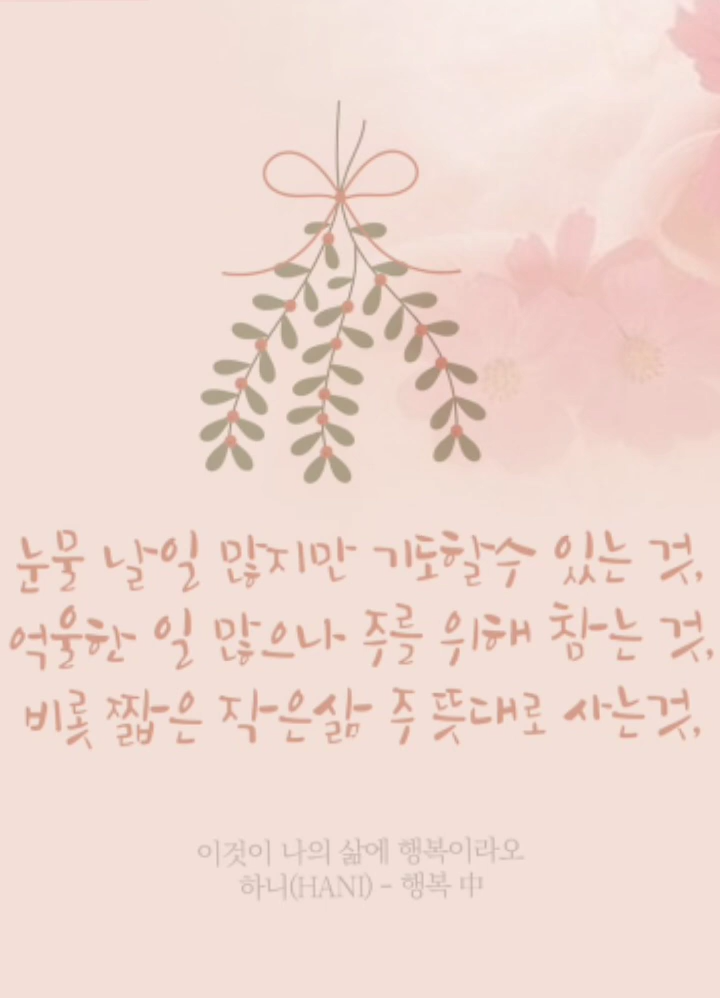 눈물 날일 많지만 기도할수 있는 것,
억울한 일 많으나 주를 위해 참는 것,
비롯 짧은 작은삶 주 뜻대로 사는것,
이것이 나의 삶에 행복이라오
하니(HANI) - 행복 中